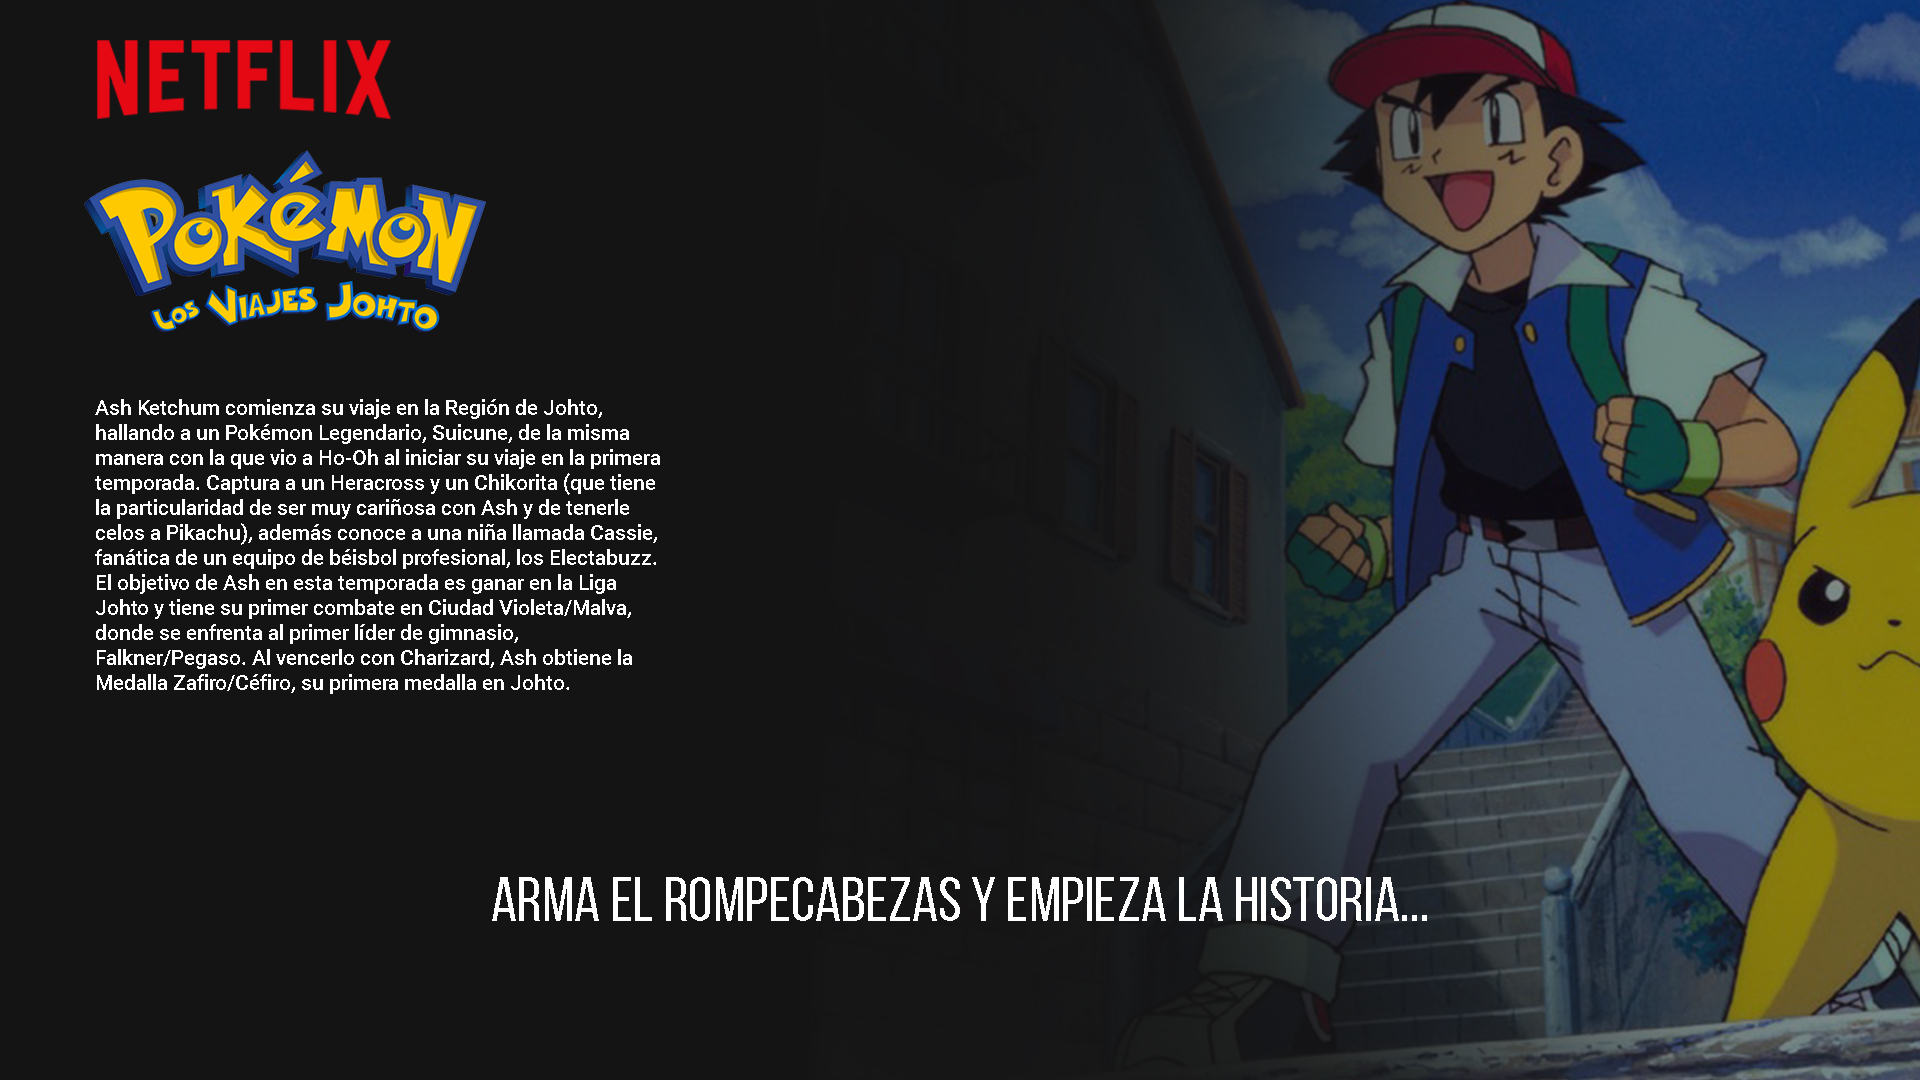 NETFLIX
POKéMON
LOS VIAJES JOHTO
Ash Ketchum comienza su viaje en la Región de Johto,
hallando a un Pokémon Legendario, Suicune, de la misma
manera con la que vio a Ho-Oh al iniciar su viaje en la primera
temporada. Captura a un Heracross y un Chikorita (que tiene
la particularidad de ser muy cariñosa con Ash y de tenerle
celos a Pikachu), además conoce a una niña llamada Cassie,
fanática de un equipo de béisbol profesional, los Electabuzz.
El objetivo de Ash en esta temporada es ganar en la Liga
Johto y tiene su primer combate en Ciudad Violeta/Malva,
donde se enfrenta al primer líder de gimnasio,
Falkner/Pegaso. Al vencerlo con Charizard, Ash obtiene la
Medalla Zafiro/Céfiro, su primera medalla en Johto.
ARMA EL ROMPECABEZAS Y EMPIEZA LA HISTORIA...